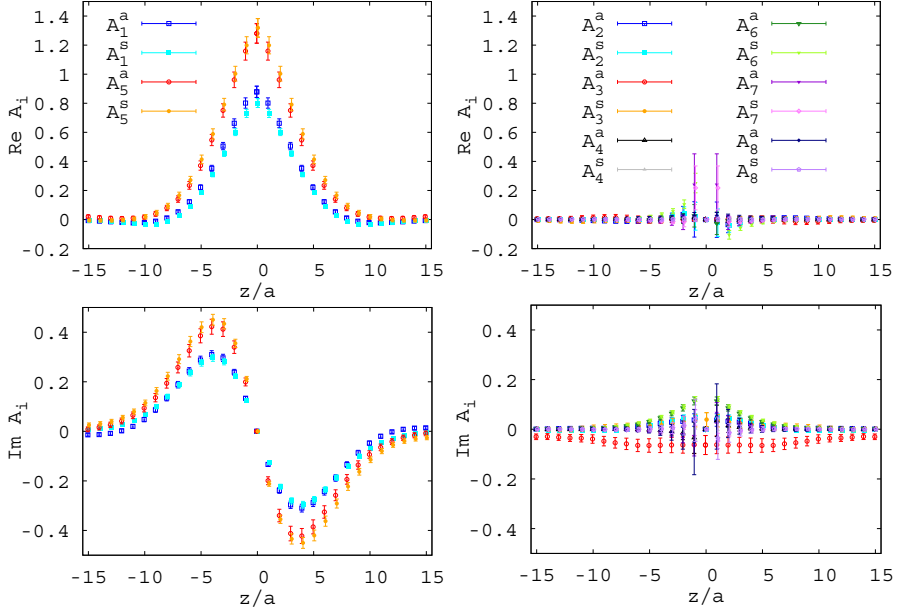 Re A_i
1.4
1.2
1
0.8
0.6
0.4
0.2
0
-0.2
A_1^a
A_1^s
A_5^a
A_5^s
-15 -10 -5 0 5 10 15
z/a
Re A_i
1.4
1.2
1
0.8
0.6
0.4
0.2
0
-0.2
A_2^a
A_2^s
A_3^a
A_3^s
A_4^a
A_4^s
A_6^a
A_6^s
A_7^a
A_7^s
A_8^a
A_8^s
-15 -10 -5 0 5 10 15
z/a
Im A_i
0.4
0.2
0
-0.2
-0.4
-15 -10 -5 0 5 10 15
z/a
Im A_i
0.4
0.2
0
-0.2
-0.4
-15 -10 -5 0 5 10 15
z/a